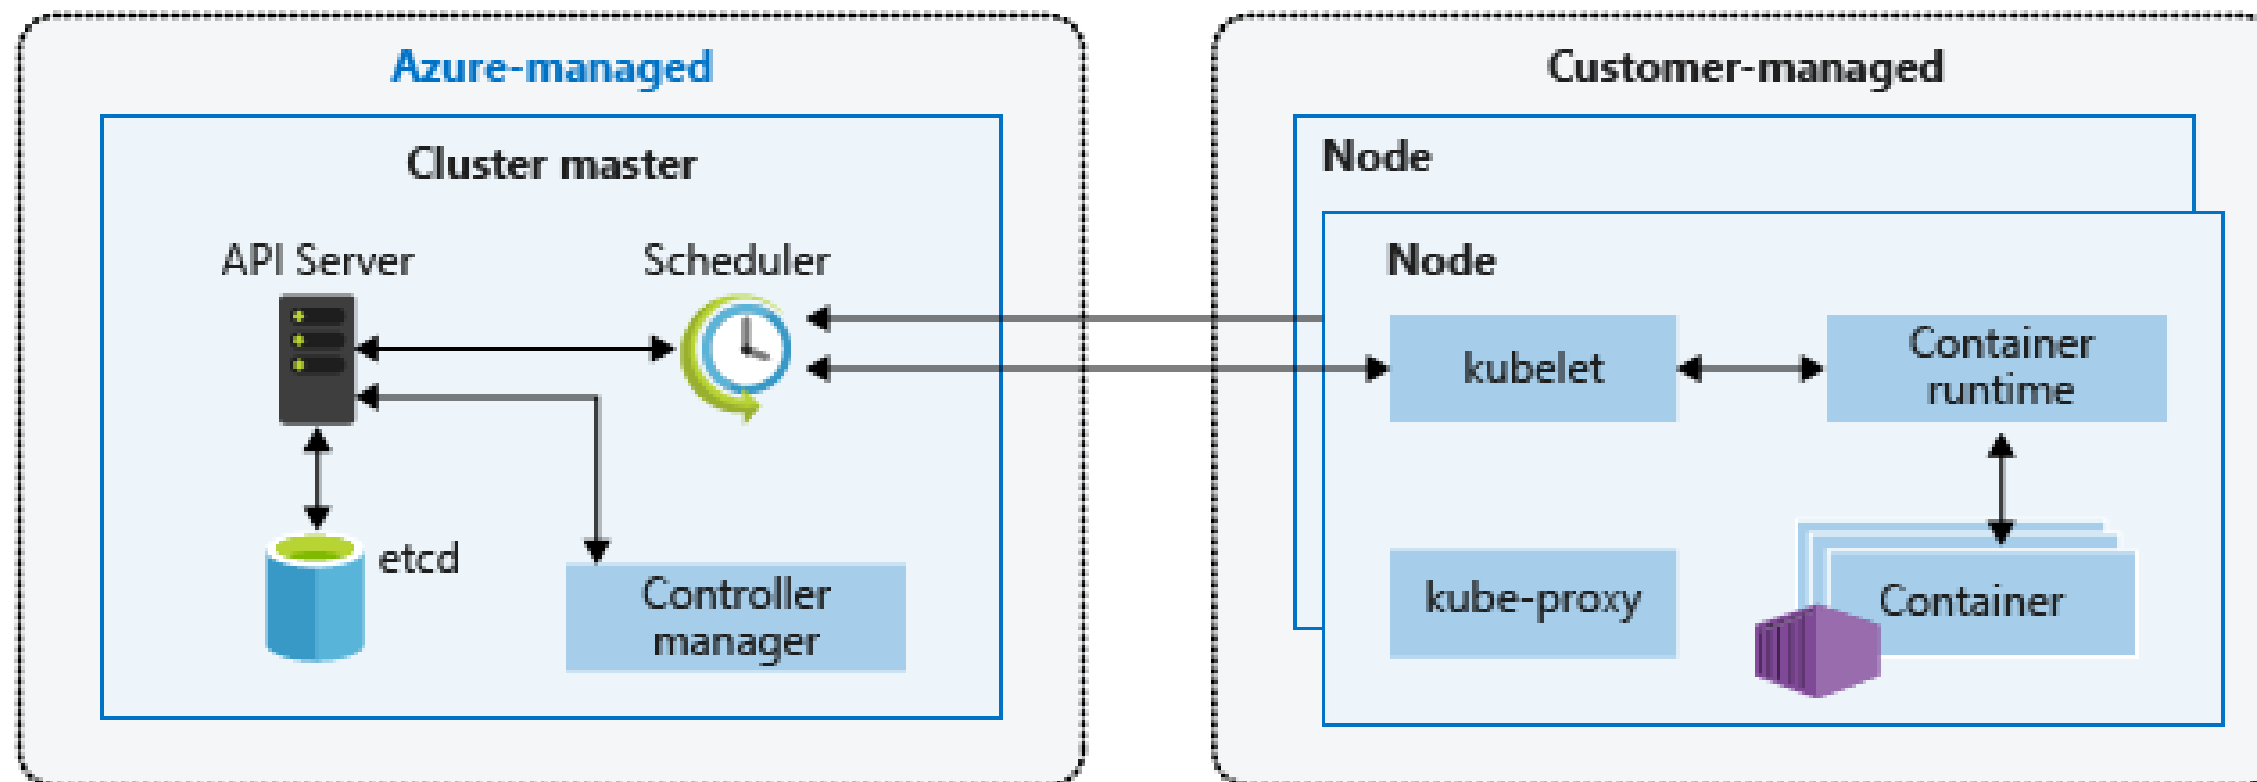 Azure-managed
Cluster master
API Server
Scheduler
etcd
Controller
manager
Customer-managed
Node
Node
kubelet
Container
runtime
kube-proxy
Container